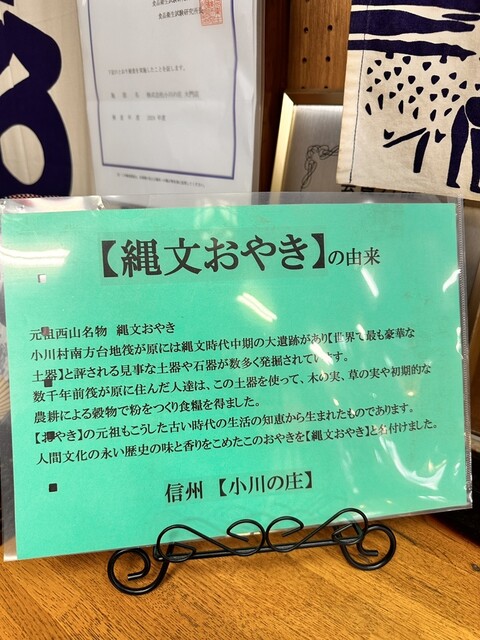 食品衛生試験研究所
【縄文おやき】の由来
元祖西山名物 縄文おやき
小川村南方台地筏が原には縄文時代中期の大遺跡があり【世界で最も豪華な
土器】と評される見事な土器や石器が数多く発掘されています。
数千年前筏が原に住んだ人達は、この土器を使って、木の実、草の実や初期的な
農耕による穀物で粉をつくり食糧を得ました。
【おやき】の元祖もこうした古い時代の生活の知恵から生まれたものであります。
人間文化の永い歴史の味と香りをこめたこのおやきを【縄文おやき】と名付けました。
信州 【小川の庄】